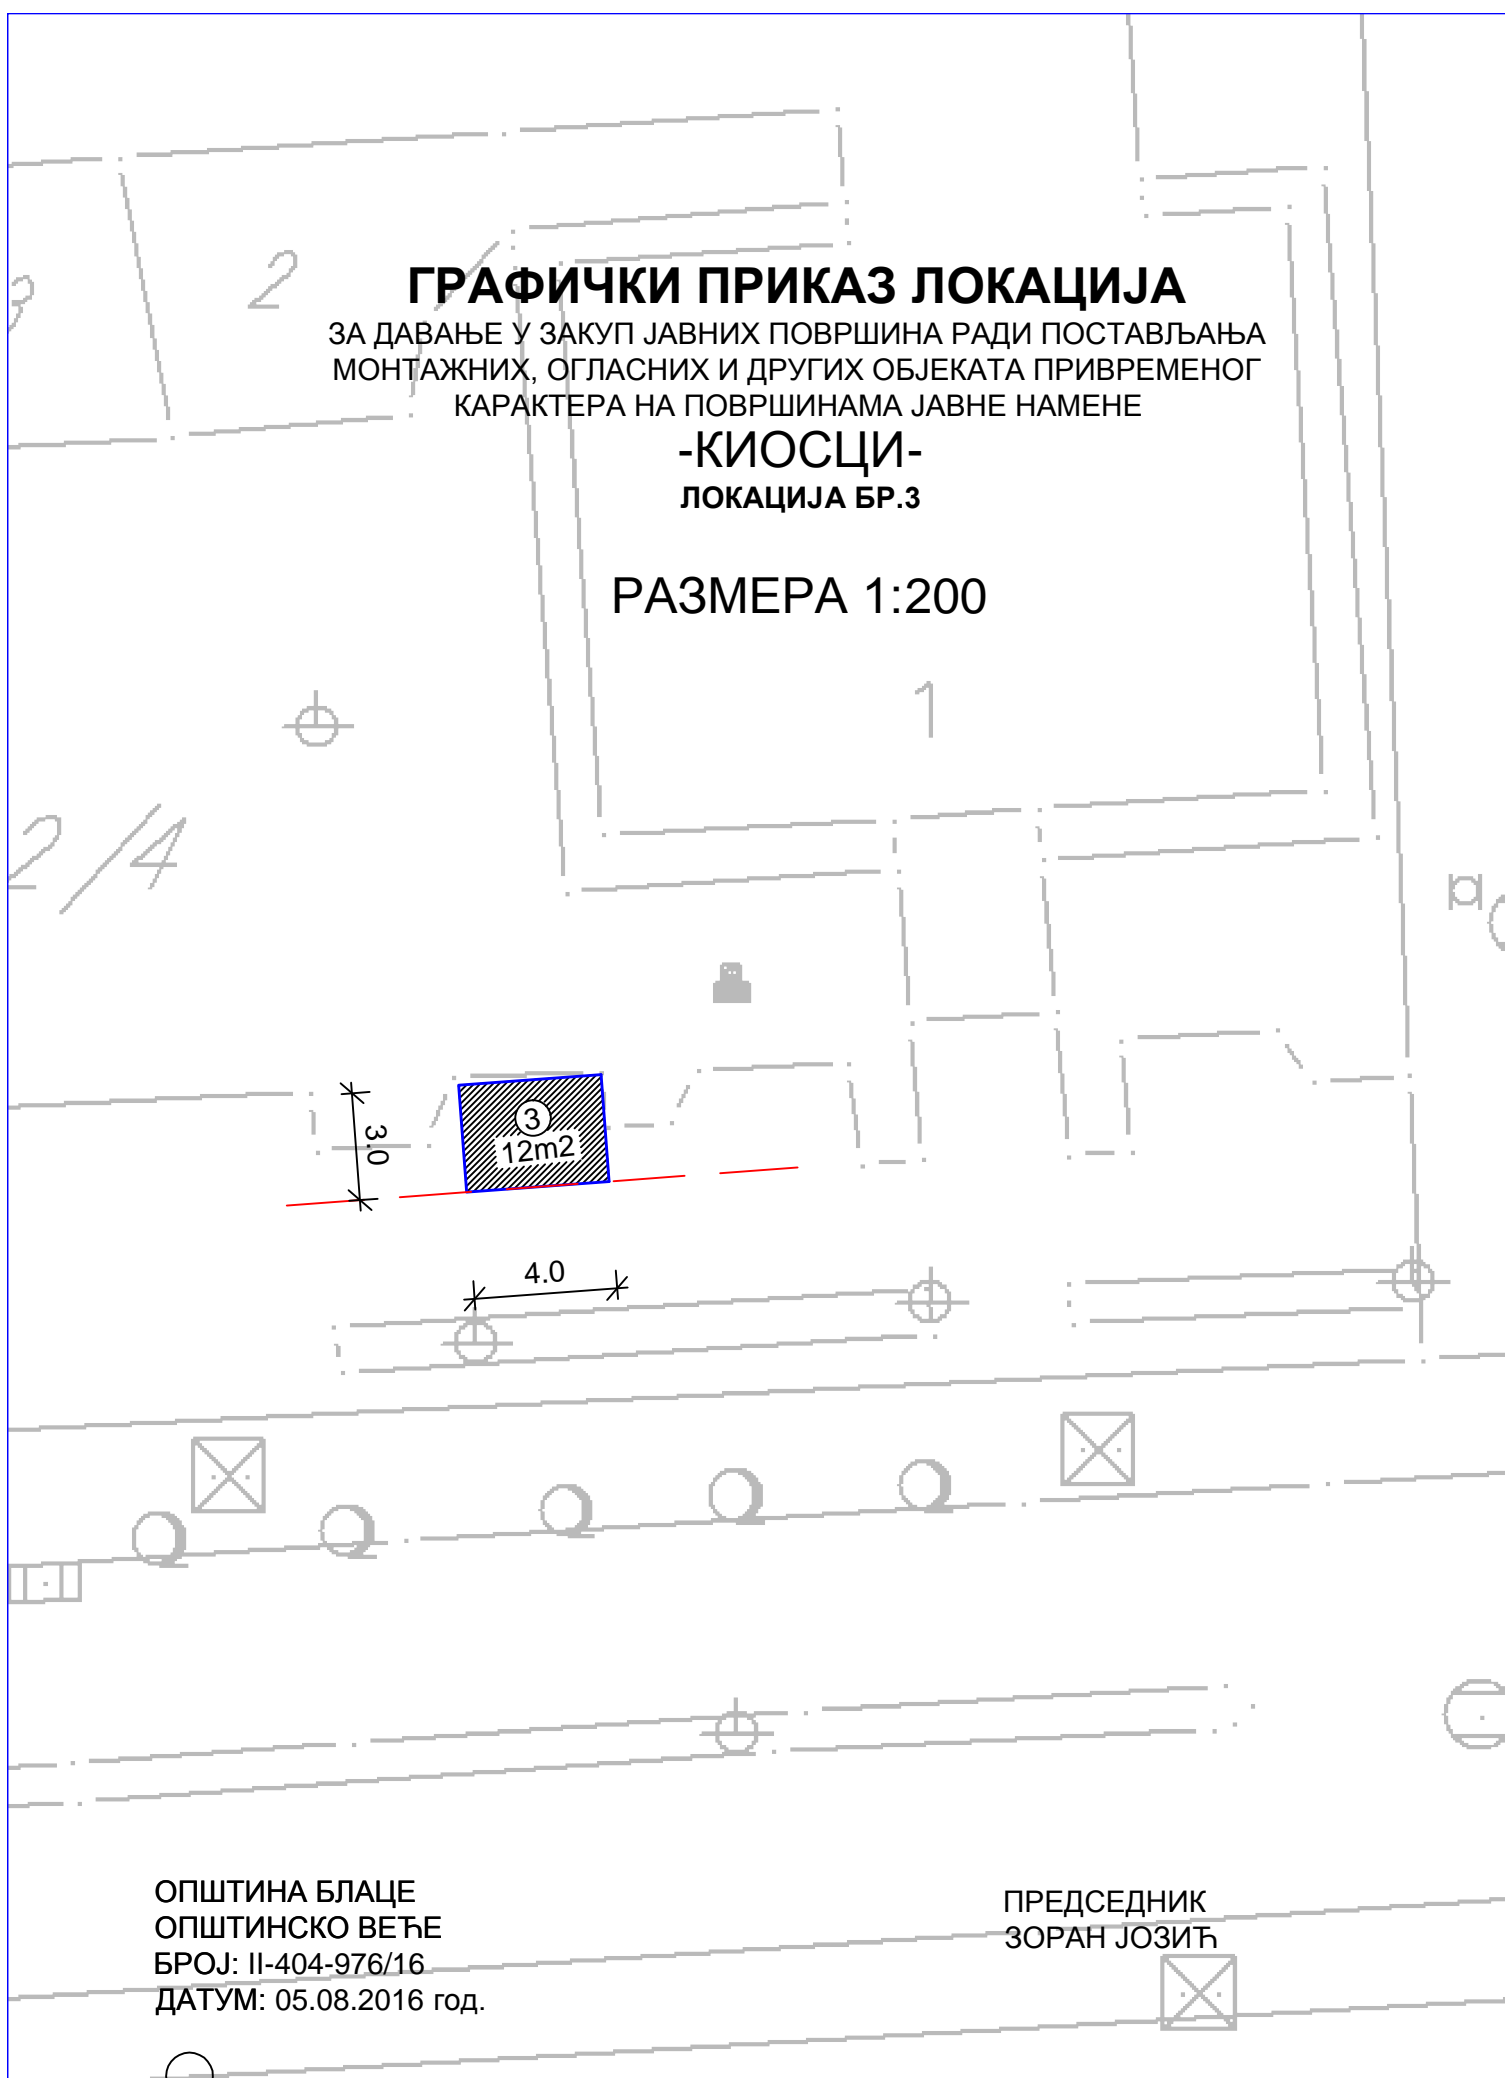 2
ГРАФИЧКИ ПРИКАЗ ЛОКАЦИЈА
ЗА ДАВАЊЕ У ЗАКУП ЈАВНИХ ПОВРШИНА РАДИ ПОСТАВЉАЊА
МОНТАЖНИХ, ОГЛАСНИХ И ДРУГИХ ОБЈЕКАТА ПРИВРЕМЕНОГ
КАРАКТЕРА НА ПОВРШИНАМА ЈАВНЕ НАМЕНЕ
-КИОСЦИ-
ЛОКАЦИЈА БР.3
РАЗМЕРА 1:200
1
2/4
3
12m2
3.0
4.0
ОПШТИНА БЛАЦЕ
ОПШТИНСКО ВЕЋЕ
БРОЈ: II-404-976/16
ДАТУМ: 05.08.2016 год.
ПРЕДСЕДНИК
ЗОРАН ЈОЗИЋ